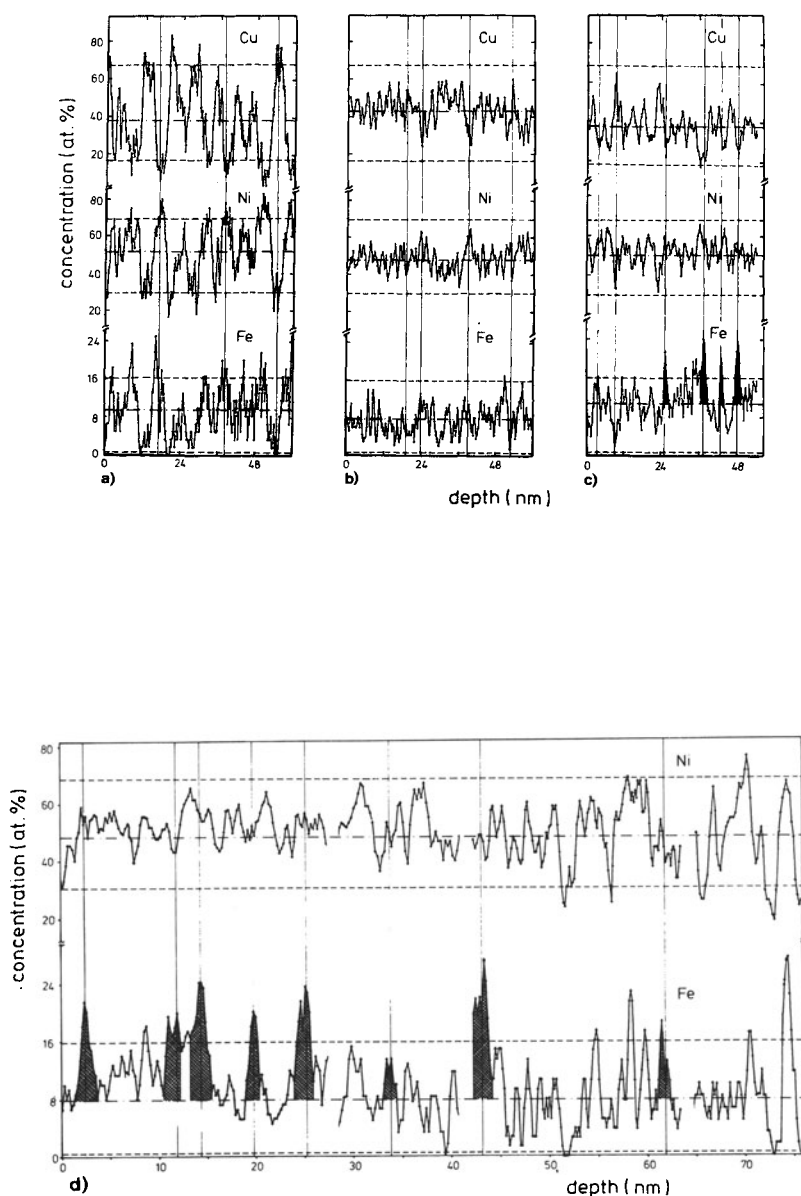 80
60
40
20
80
60
40
20
24
16
8
0
concentration (at. %)
Cu
Ni
Fe
Cu
Ni
Fe
Cu
Ni
Fe
0 24 48
0 24 48
0 24 48
a) b) c)
depth (nm)
80
60
40
20
24
16
8
0
concentration (at. %)
Ni
Fe
0 10 20 30 40 50 60 70
d) depth (nm)